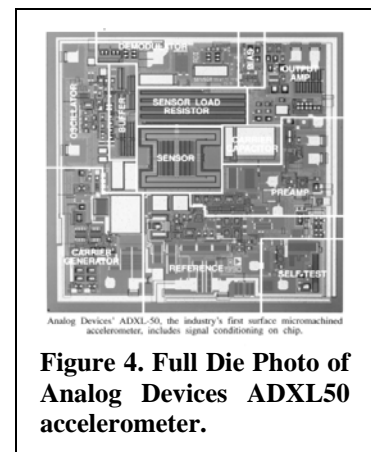 DEMODULATOR
BIAS
OUTPUT
AMP
OSCILLATOR
BUFFER
SENSOR LOAD
RESISTOR
SENSOR
CARRIER
CAPACITOR
PREAMP
CARRIER
GENERATOR
REFERENCE
SELF-TEST
Analog Devices' ADXL-50, the industry's first surface micromachined
accelerometer, includes signal conditioning on chip.
Figure 4. Full Die Photo of
Analog Devices ADXL50
accelerometer.